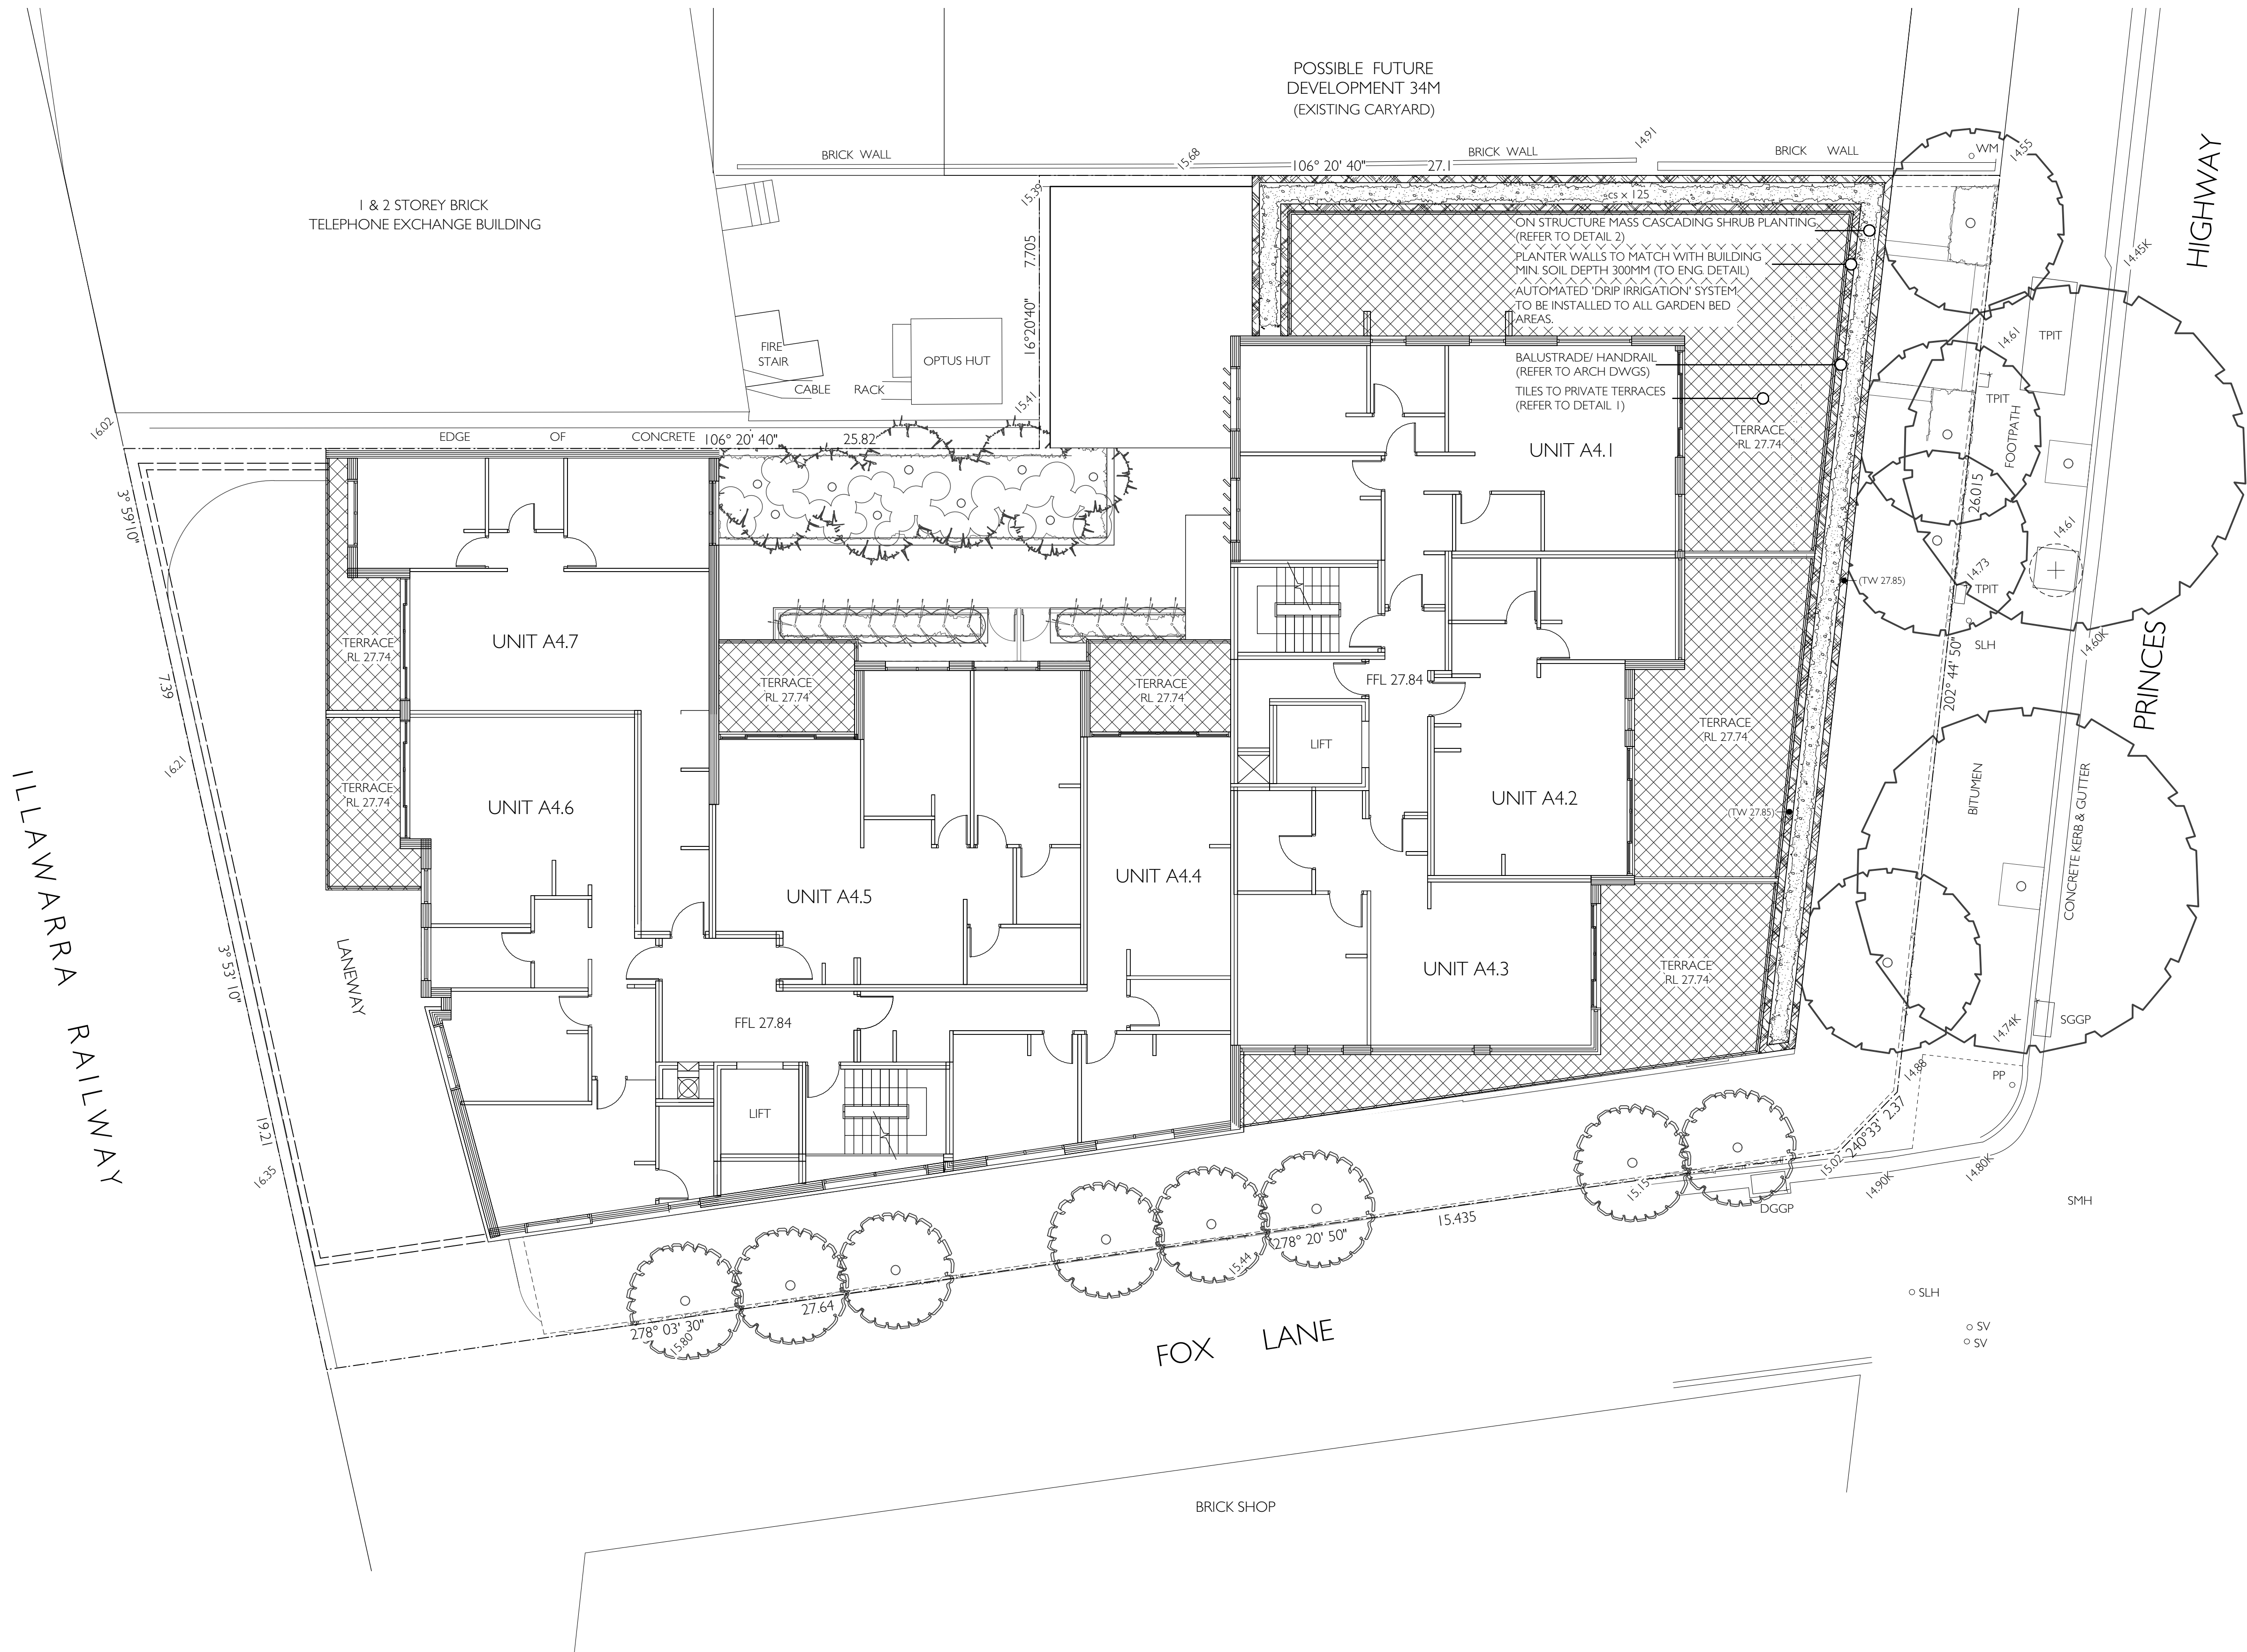 POSSIBLE FUTURE
DEVELOPMENT 34M
(EXISTING CARYARD)
BRICK WALL
15.68
106° 20' 40"
27.1
BRICK WALL
14.91
BRICK WALL
WM
14.55
HIGHWAY
1 & 2 STOREY BRICK
TELEPHONE EXCHANGE BUILDING
15.39
7.705
16°20'40"
15.41
cs x 125
ON STRUCTURE MASS CASCADING SHRUB PLANTING
(REFER TO DETAIL 2)
PLANTER WALLS TO MATCH WITH BUILDING
MIN. SOIL DEPTH 300MM (TO ENG. DETAIL)
AUTOMATED 'DRIP IRRIGATION' SYSTEM
TO BE INSTALLED TO ALL GARDEN BED
AREAS.
BALUSTRADE/ HANDRAIL
(REFER TO ARCH DWGS)
TILES TO PRIVATE TERRACES
(REFER TO DETAIL 1)
14.45K
FIRE
STAIR
OPTUS HUT
CABLE RACK
14.61
TPIT
TPIT
FOOTPATH
16.02
EDGE OF CONCRETE
106° 20' 40"
25.82
UNIT A4.1
TERRACE
RL 27.74
26.015
3° 59'10"
14.61
14.73
TPIT
(TW 27.85)
SLH
14.60K
202° 44' 50"
PRINCES
UNIT A4.7
TERRACE
RL 27.74
7.39
TERRACE
RL 27.74
TERRACE
RL 27.74
FFL 27.84
LIFT
TERRACE
RL 27.74
16.21
TERRACE
RL 27.74
UNIT A4.6
UNIT A4.2
(TW 27.85)
BITUMEN
CONCRETE KERB & GUTTER
ILLAWARRA RAILWAY
UNIT A4.5
UNIT A4.4
UNIT A4.3
TERRACE
RL 27.74
3° 53' 10"
LANEWAY
FFL 27.84
14.74K
SGGP
14.88
PP
LIFT
19.21
16.35
2.37
240° 33'
15.02
14.90K
14.80K
15.15
DGGP
SMH
15.435
278° 20' 50"
15.44
27.64
278° 03' 30"
15.80
SLH
SV
SV
FOX LANE
BRICK SHOP